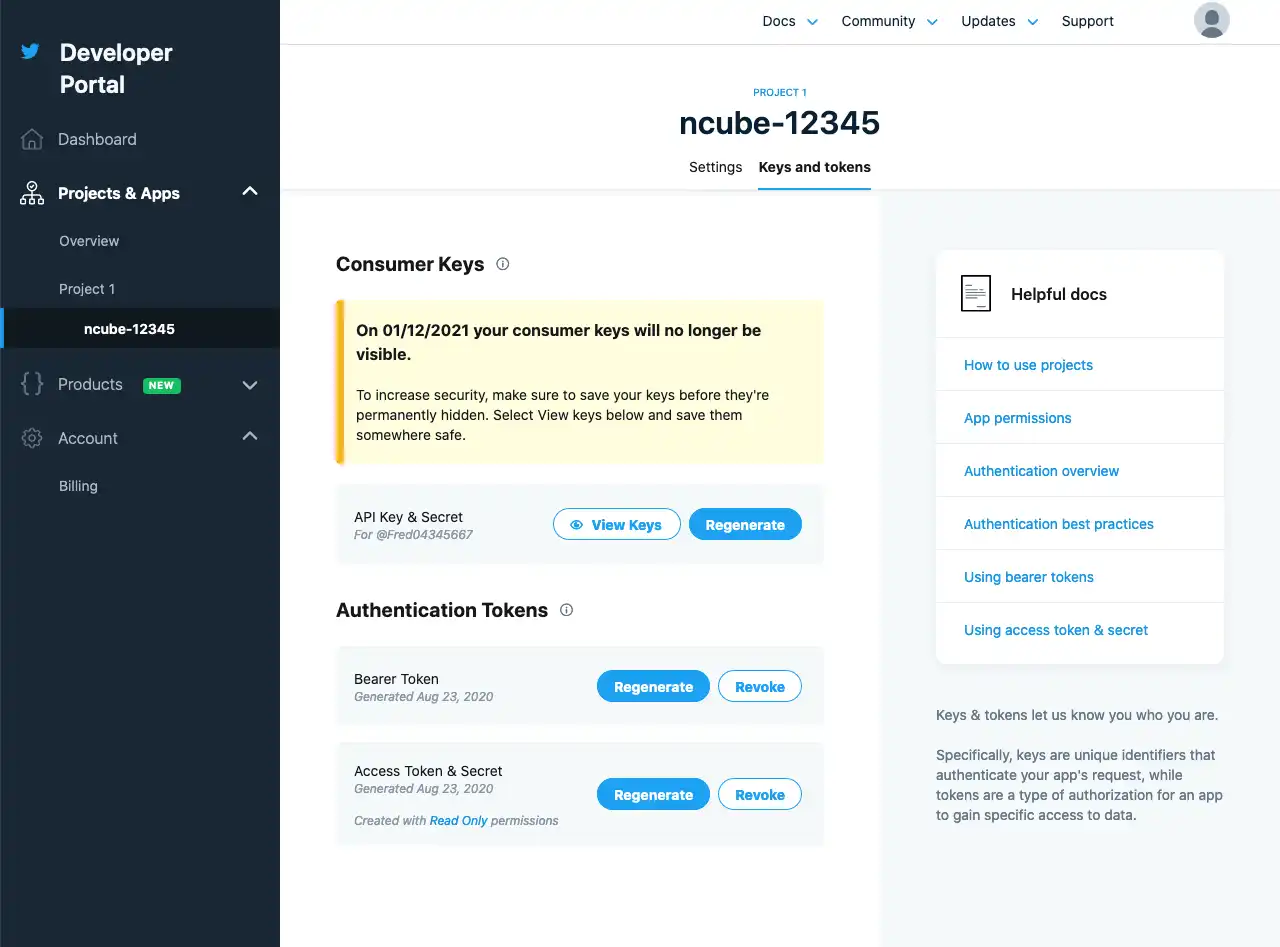 Developer
Portal
Dashboard
Projects & Apps
Overview
Project 1
ncube-12345
Products NEW
Account
Billing
Docs Community Updates Support
PROJECT 1
ncube-12345
Settings Keys and tokens
Consumer Keys
On 01/12/2021 your consumer keys will no longer be
visible.
To increase security, make sure to save your keys before they're
permanently hidden. Select View keys below and save them
somewhere safe.
API Key & Secret
For @Fred04345667
View Keys Regenerate
Authentication Tokens
Bearer Token
Generated Aug 23, 2020
Regenerate Revoke
Access Token & Secret
Generated Aug 23, 2020
Created with Read Only permissions
Regenerate Revoke
Helpful docs
How to use projects
App permissions
Authentication overview
Authentication best practices
Using bearer tokens
Using access token & secret
Keys & tokens let us know you who you are.
Specifically, keys are unique identifiers that
authenticate your app's request, while
tokens are a type of authorization for an app
to gain specific access to data.